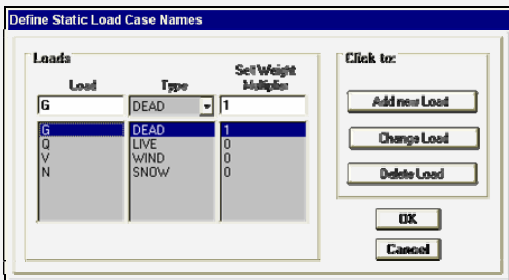 Define Static Load Case Names
Loads
Click to:
Load Type Self Weight Multiplier
G DEAD 1
G DEAD 1
Q LIVE 0
V WIND 0
N SNOW 0
Add new Load
Change Load
Delete Load
OK
Cancel